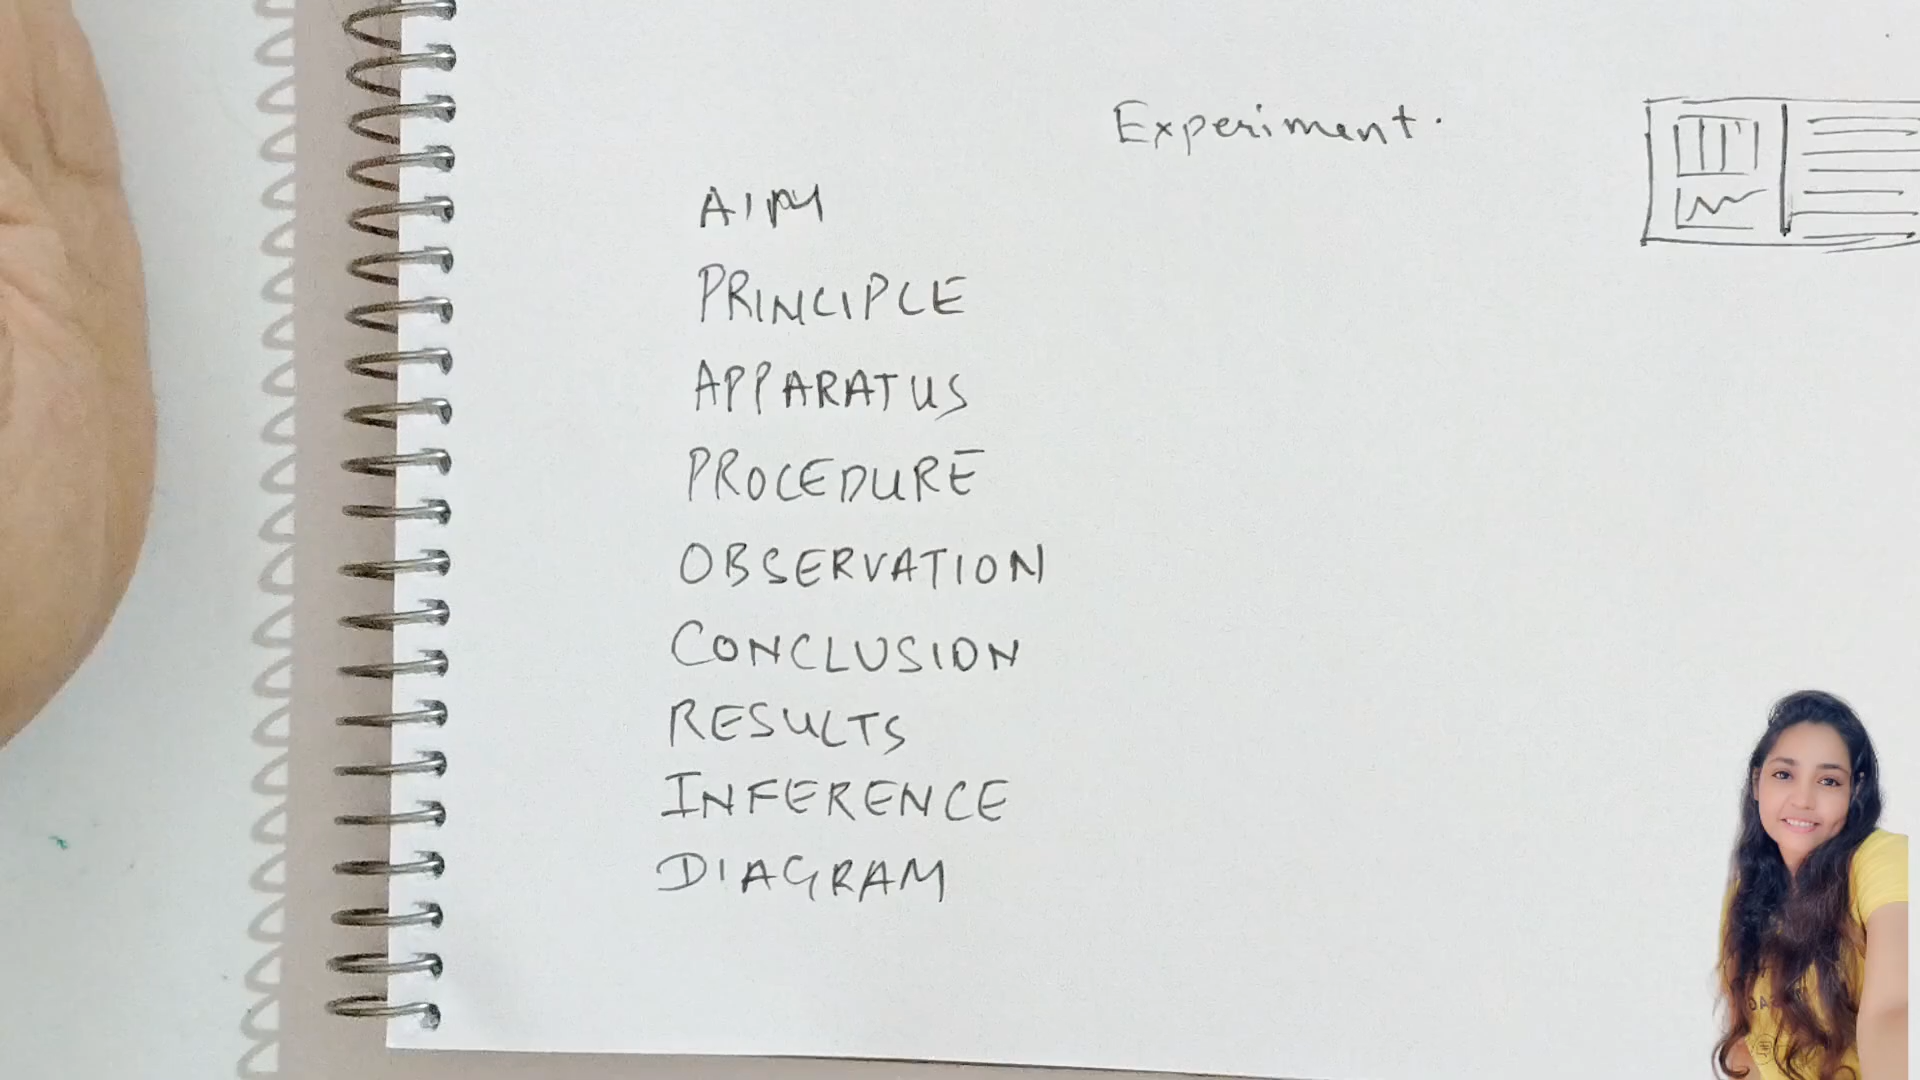 Experiment.
AIM
PRINCIPLE
APPARATUS
PROCEDURE
OBSERVATION
CONCLUSION
RESULTS
INFERENCE
DIAGRAM